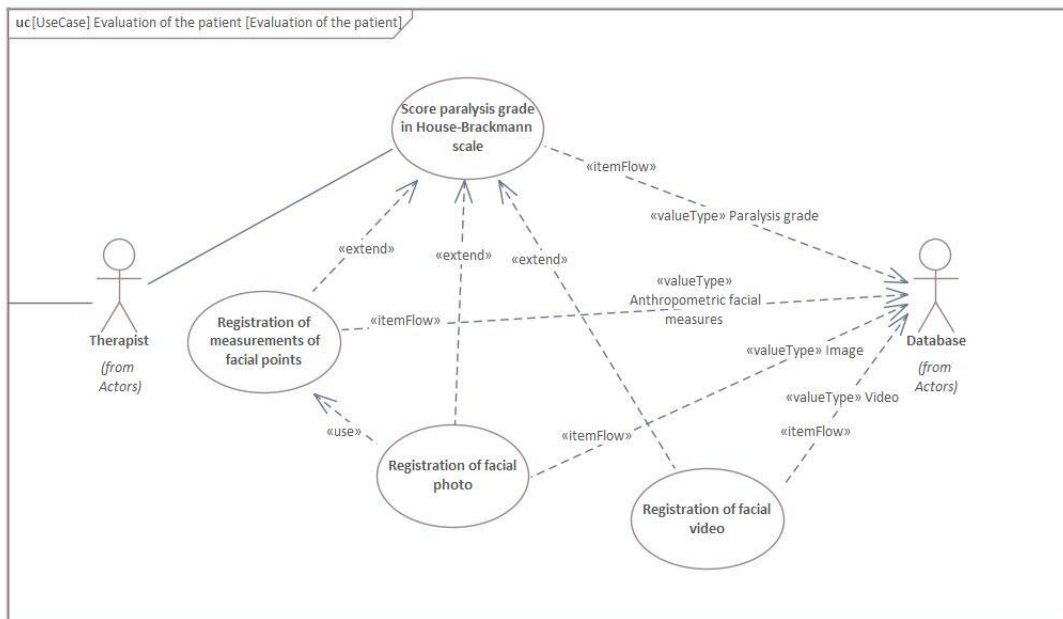 uc [UseCase] Evaluation of the patient [Evaluation of the patient]
Score paralysis grade
in House-Brackmann
scale
«itemFlow»
«valueType» Paralysis grade
«extend»
«extend»
«extend»
«valueType»
Anthropometric facial
measures
«itemFlow»
Registration of
measurements of
facial points
Therapist
(from
Actors)
Database
(from
Actors)
«valueType» Image
«valueType» Video
«use»
«itemFlow»
«itemFlow»
Registration of facial
photo
Registration of facial
video